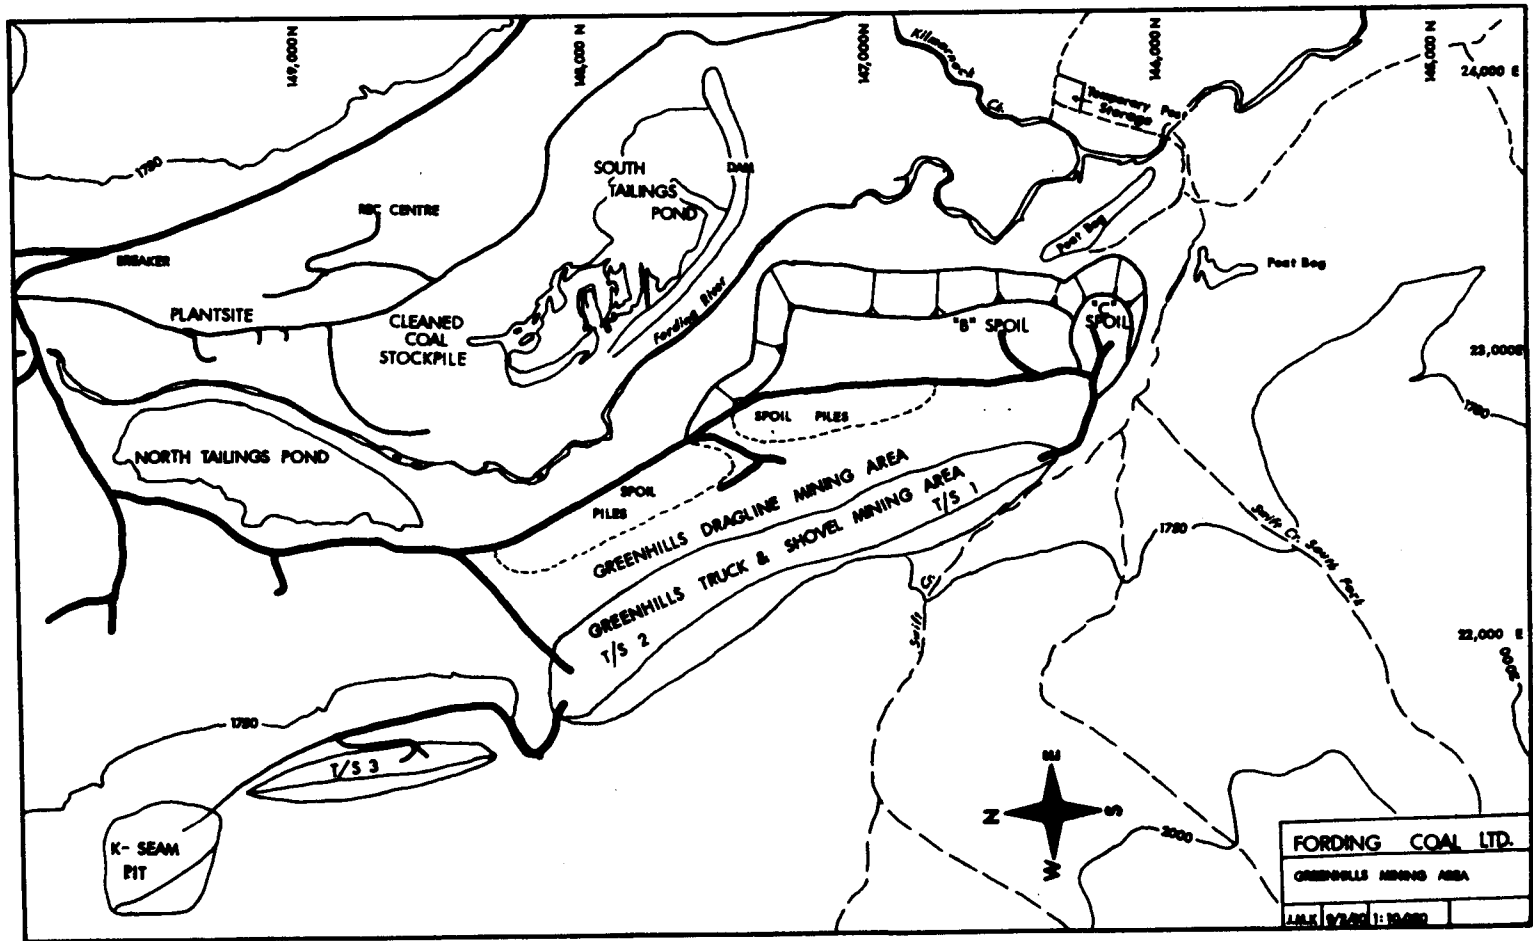 149,000 N
148,000 N
147,000 N
146,000 N
145,000 N
24,000 E
Kilmarnock
Cr.
Temporary Peat
Storage
1780
SOUTH
TAILINGS
POND
DAM
REC CENTRE
BREAKER
Peat Bog
Peat Bog
PLANTSITE
CLEANED
COAL
STOCKPILE
Fording River
"B" SPOIL
"C"
SPOIL
23,000E
1780
SPOIL PILES
NORTH TAILINGS POND
SPOIL
PILES
GREENHILLS DRAGLINE MINING AREA
GREENHILLS TRUCK & SHOVEL MINING AREA
T/S 1
T/S 2
Swift Cr.
1780
Swift Cr. South Fork
22,000 E
2000
1780
T/S 3
K- SEAM
PIT
E
N
S
W
2000
FORDING COAL LTD.
GREENHILLS MINING AREA
J.M.K
1: 10,000